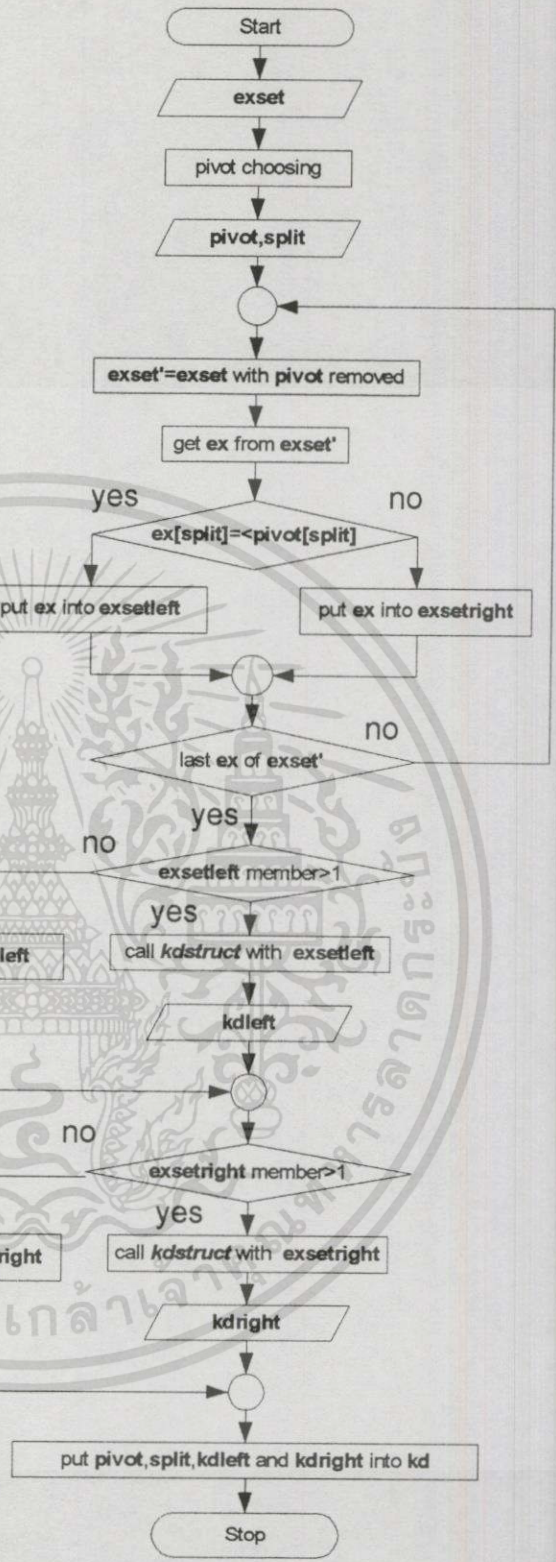 Start
exset
pivot choosing
pivot,split
exset'=exset with pivot removed
get ex from exset'
yes
no
ex[split]=<pivot[split]
put ex into exsetleft
put ex into exsetright
no
last ex of exset'
yes
no
exsetleft member>1
yes
left
call kdstruct with exsetleft
kdleft
no
exsetright member>1
yes
right
call kdstruct with exsetright
kdright
put pivot,split,kdleft and kdright into kd
Stop